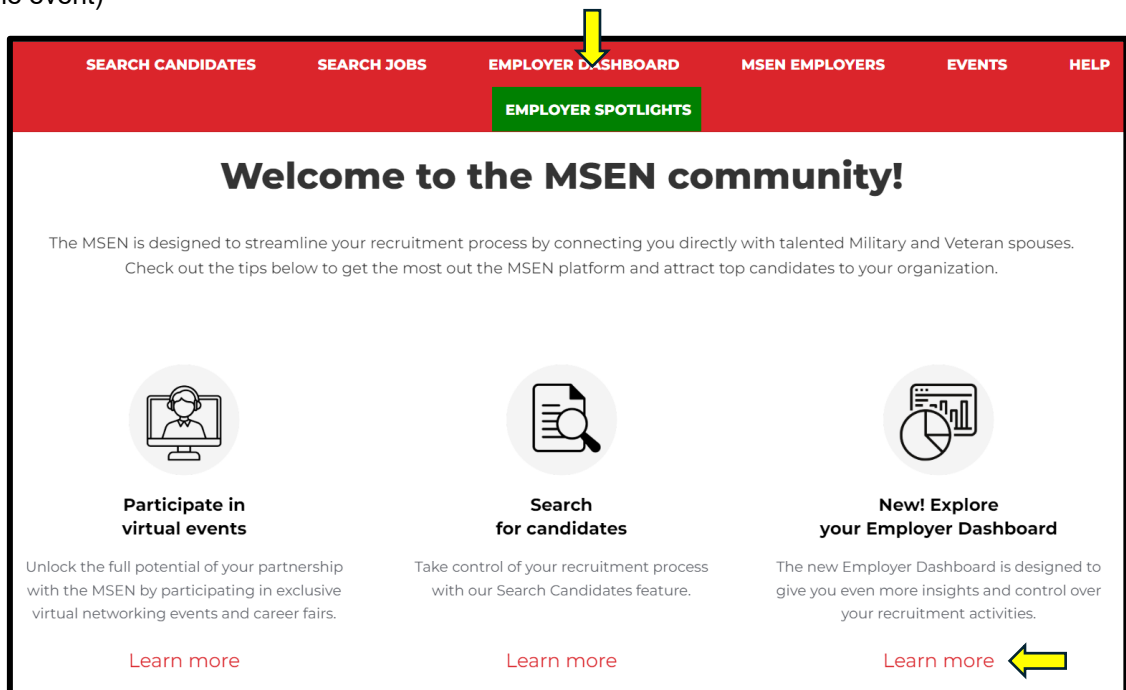 event)
SEARCH CANDIDATES SEARCH JOBS EMPLOYER DASHBOARD MSEN EMPLOYERS EVENTS HELP
EMPLOYER SPOTLIGHTS
Welcome to the MSEN community!
The MSEN is designed to streamline your recruitment process by connecting you directly with talented Military and Veteran spouses.
Check out the tips below to get the most out the MSEN platform and attract top candidates to your organization.
Participate in
virtual events
Unlock the full potential of your partnership
with the MSEN by participating in exclusive
virtual networking events and career fairs.
Learn more
Search
for candidates
Take control of your recruitment process
with our Search Candidates feature.
Learn more
New! Explore
your Employer Dashboard
The new Employer Dashboard is designed to
give you even more insights and control over
your recruitment activities.
Learn more